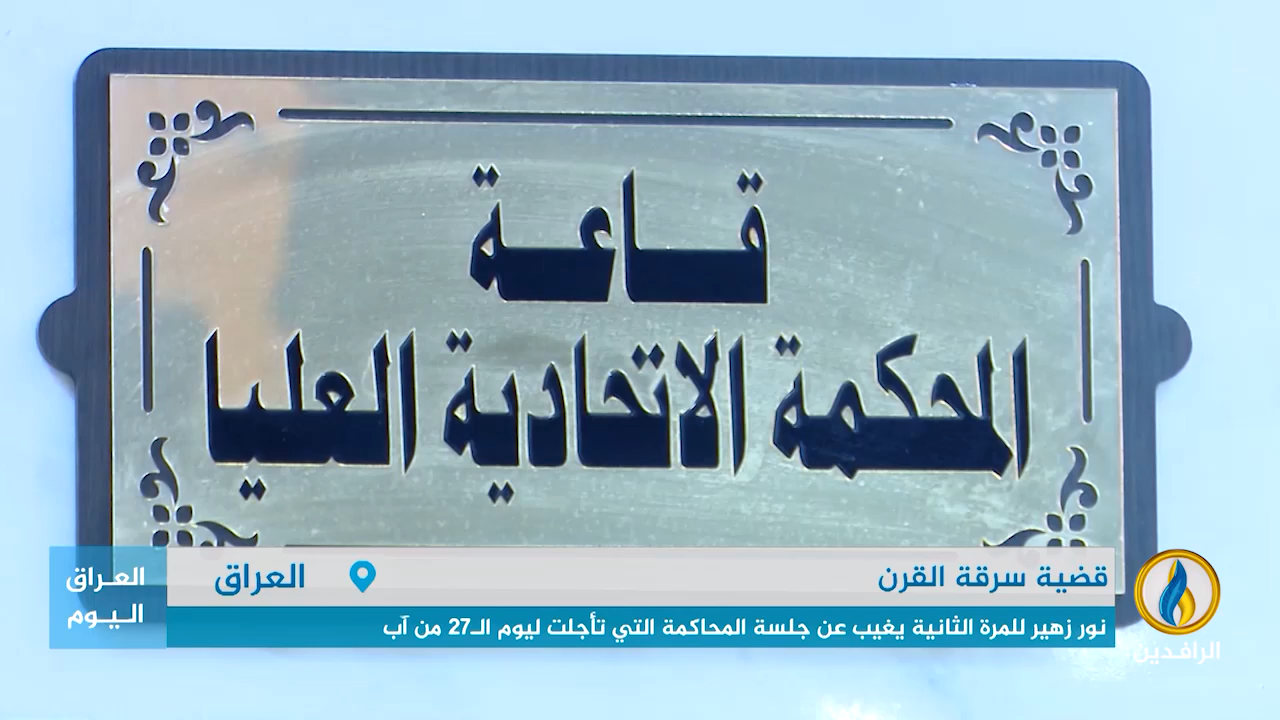 قاعة
المحكمة الاتحادية العليا
قضية سرقة القرن
العراق
نور زهير للمرة الثانية يغيب عن جلسة المحاكمة التي تأجلت ليوم الـ27 من آب
العراق
اليوم
الرافدين